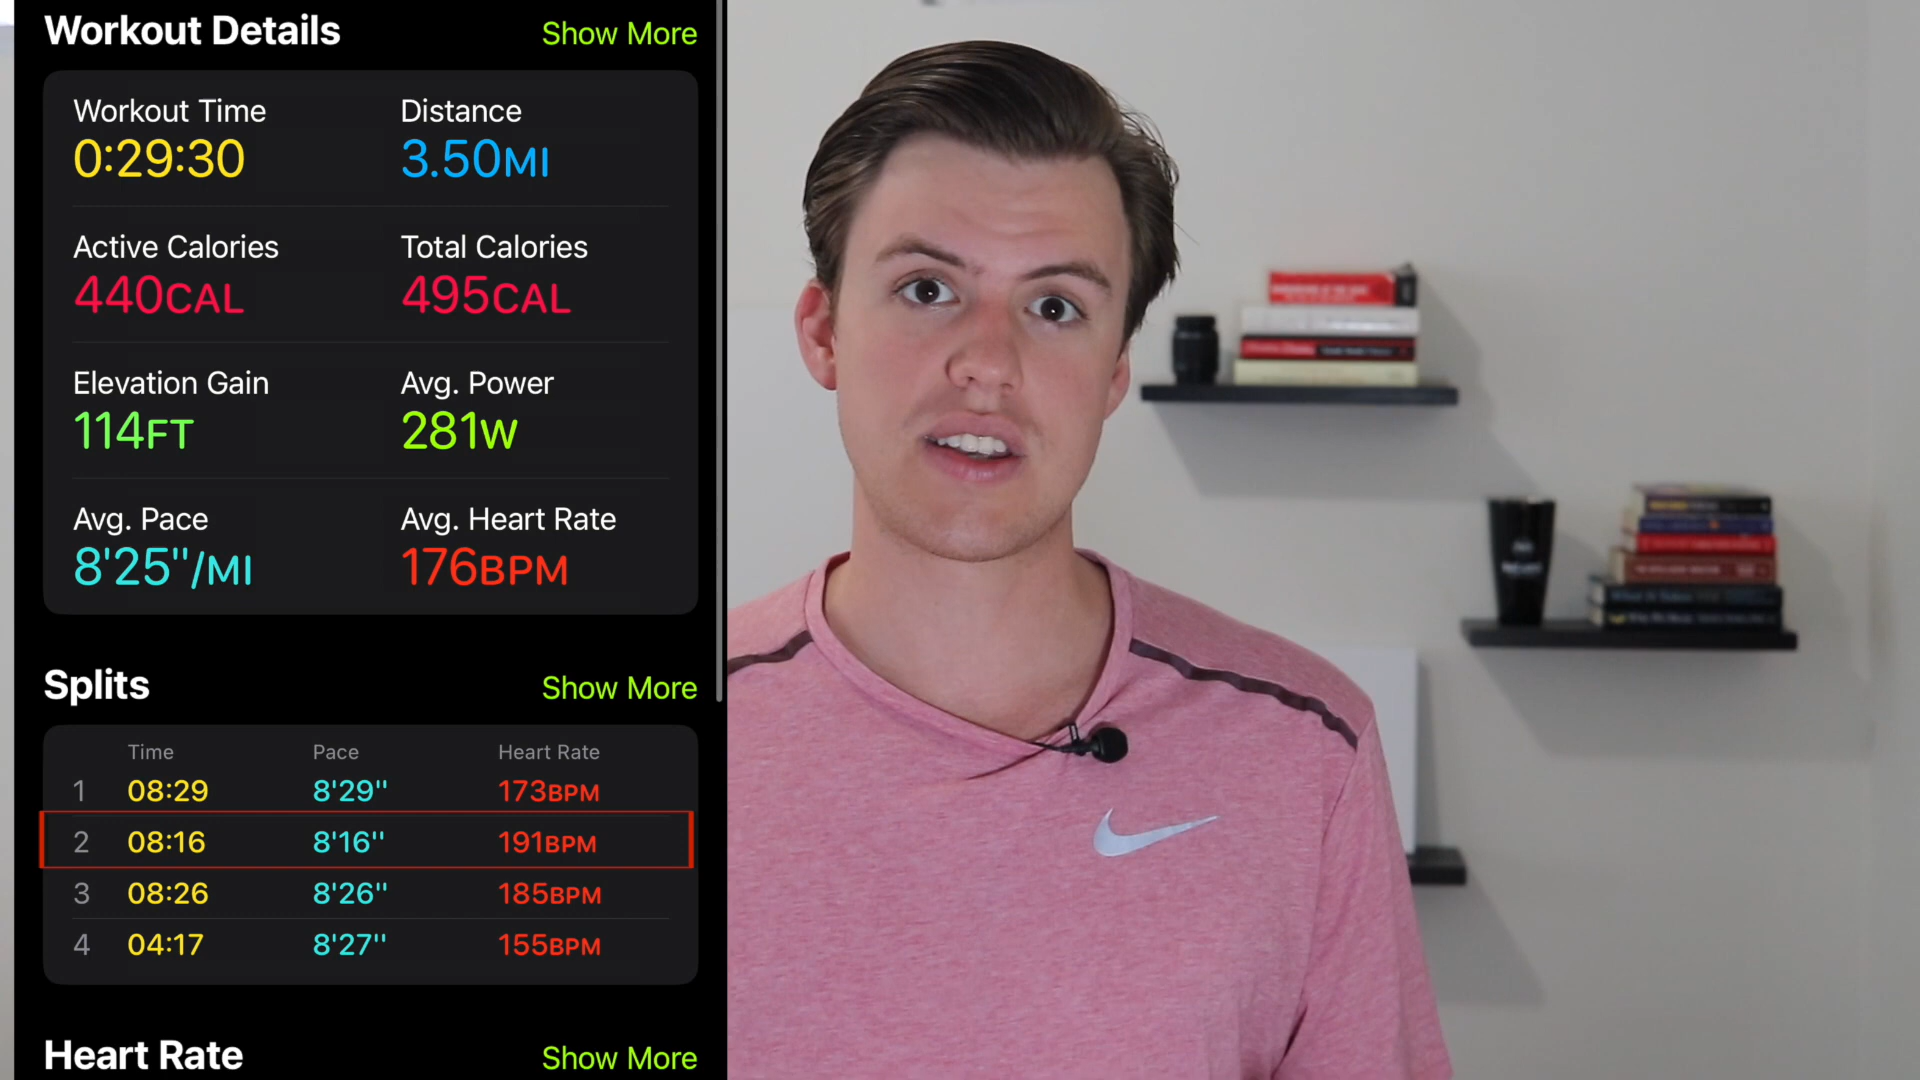 Workout Details Show More
Workout Time Distance
0:29:30 3.50MI
Active Calories Total Calories
440CAL 495CAL
Elevation Gain Avg. Power
114FT 281W
Avg. Pace Avg. Heart Rate
8'25"/MI 176BPM
Splits Show More
Time Pace Heart Rate
1 08:29 8'29'' 173BPM
2 08:16 8'16'' 191BPM
3 08:26 8'26'' 185BPM
4 04:17 8'27'' 155BPM
Heart Rate Show More